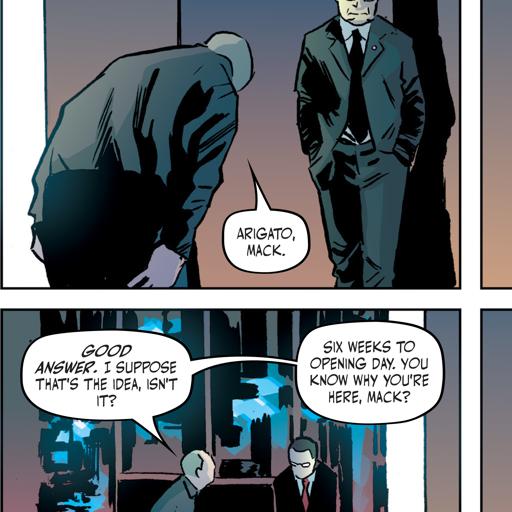 ARIGATO,
MACK.
GOOD
ANSWER. I SUPPOSE
THAT'S THE IDEA, ISN'T
IT?
SIX WEEKS TO
OPENING DAY. YOU
KNOW WHY YOU'RE
HERE, MACK?